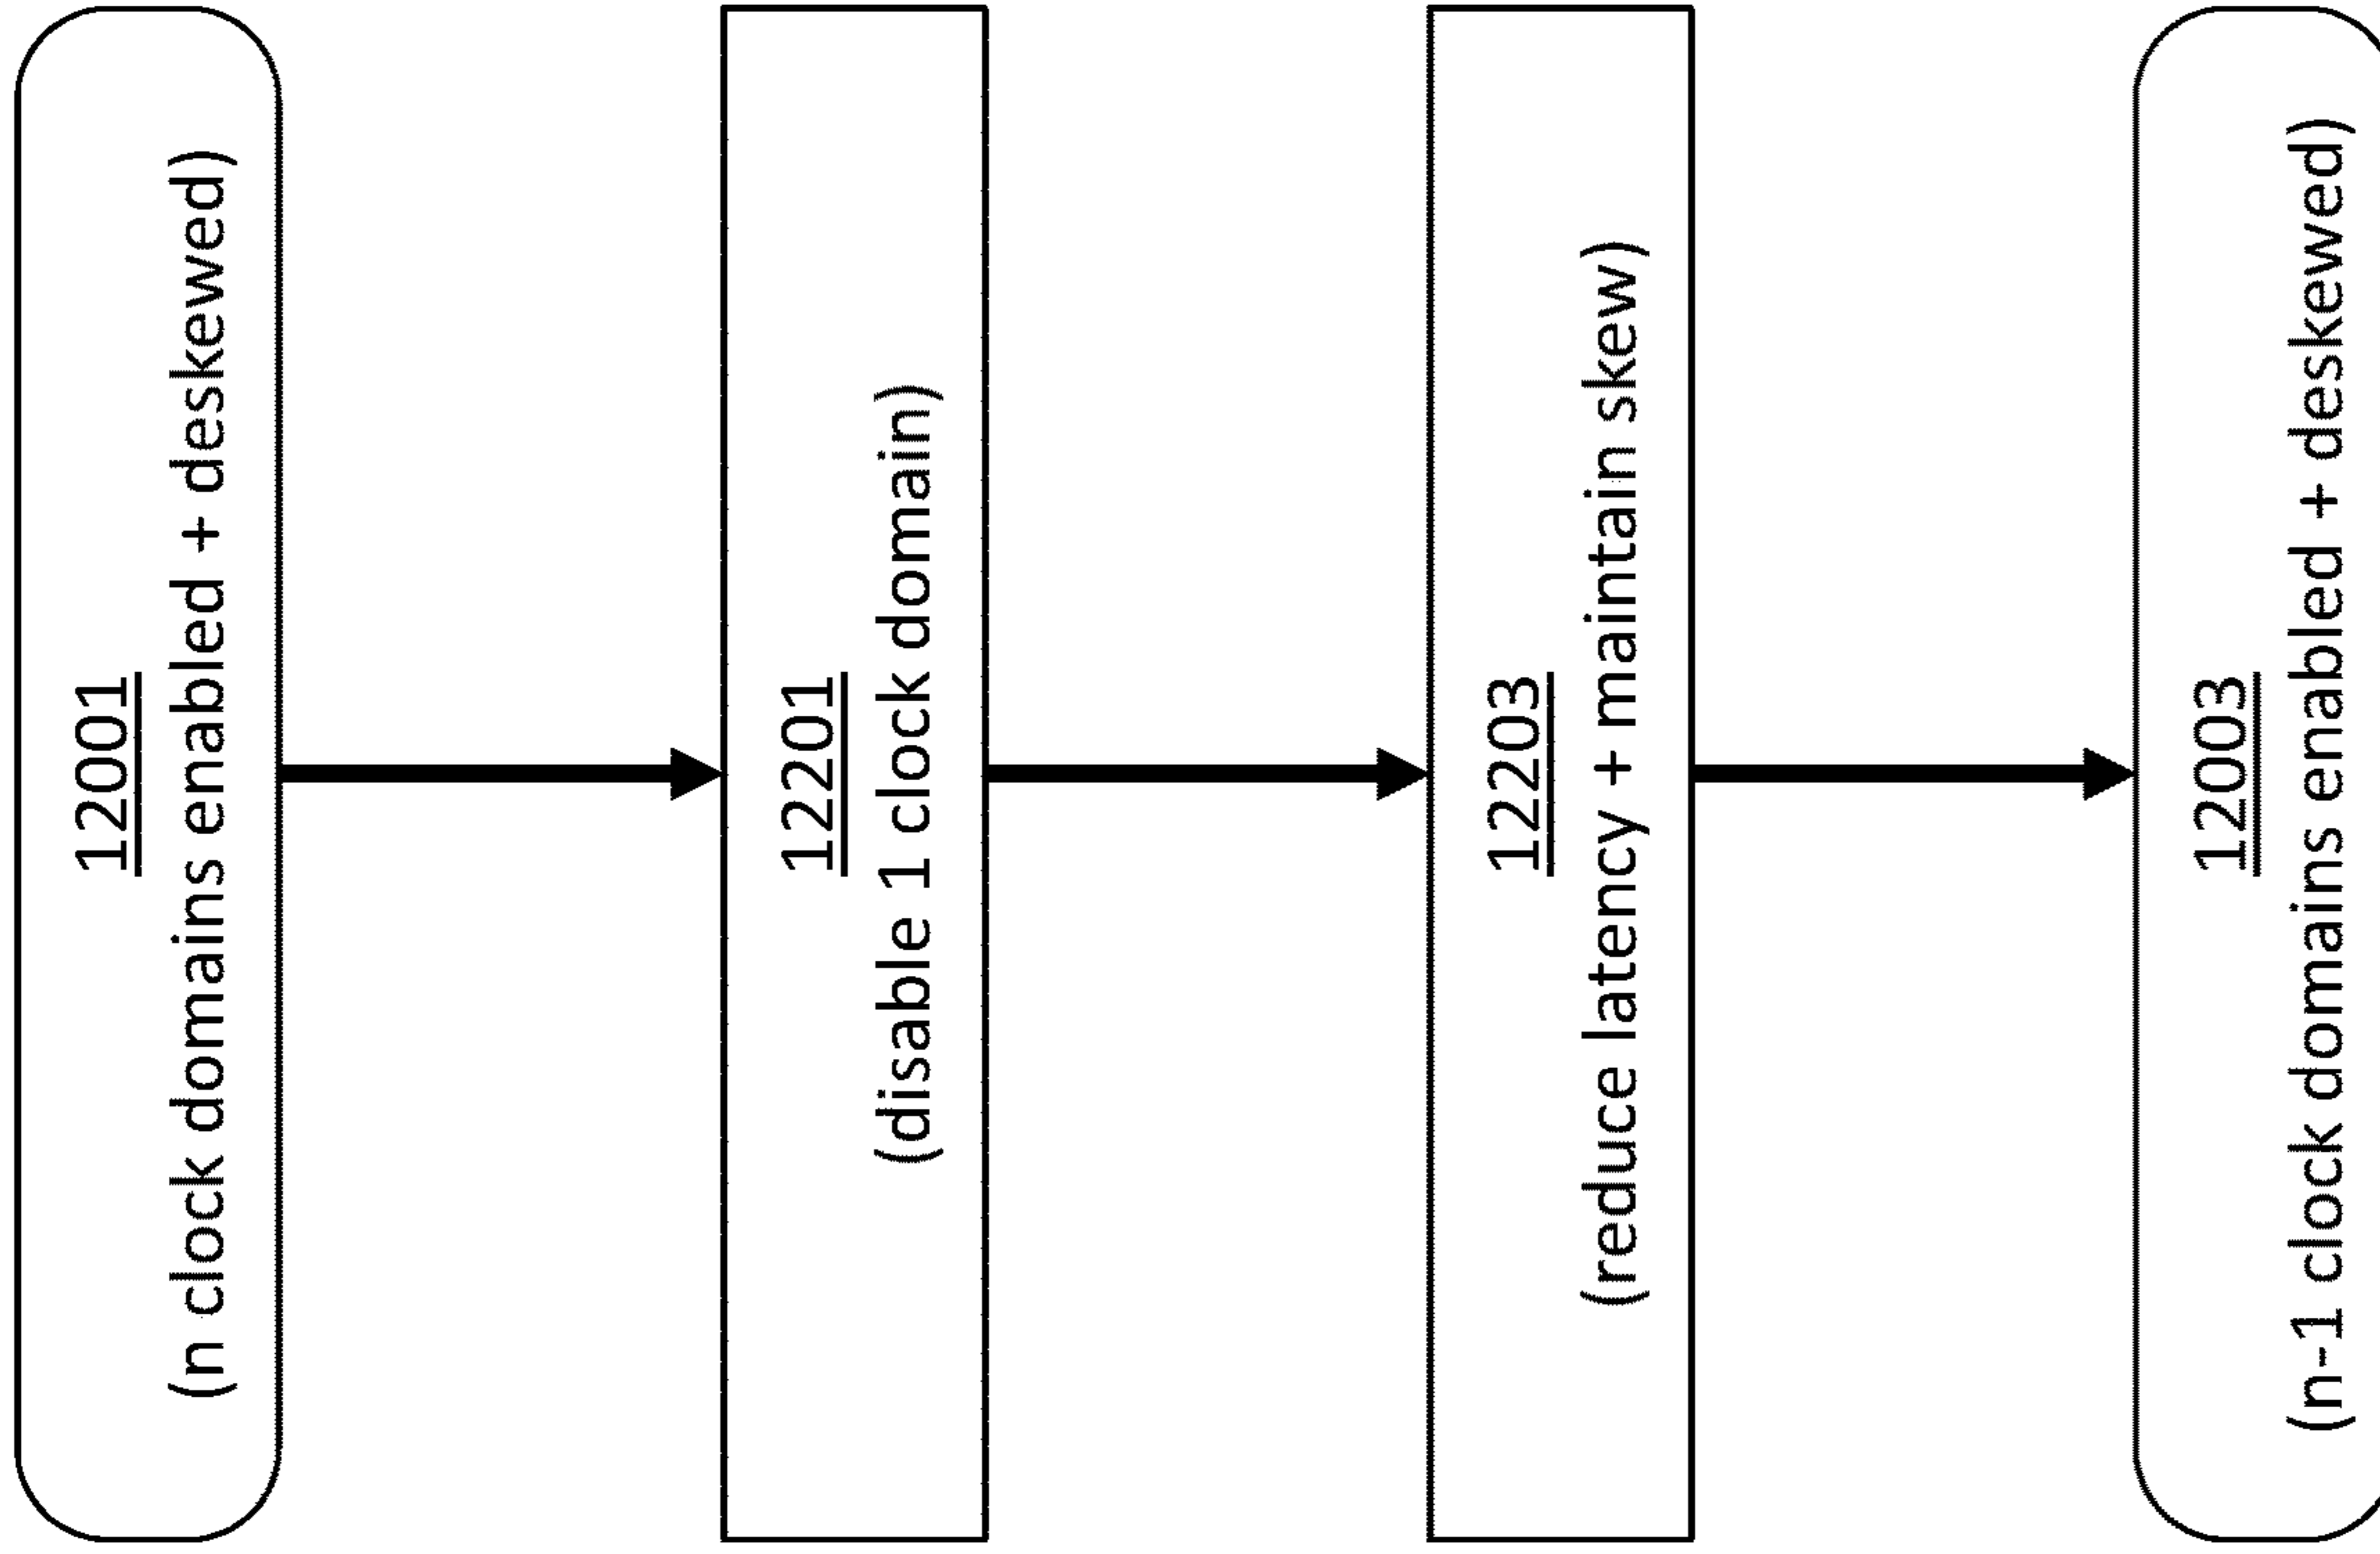 12001
(n clock domains enabled + deskewed)
12201
(disable 1 clock domain)
12203
(reduce latency + maintain skew)
12003
(n-1 clock domains enabled + deskewed)